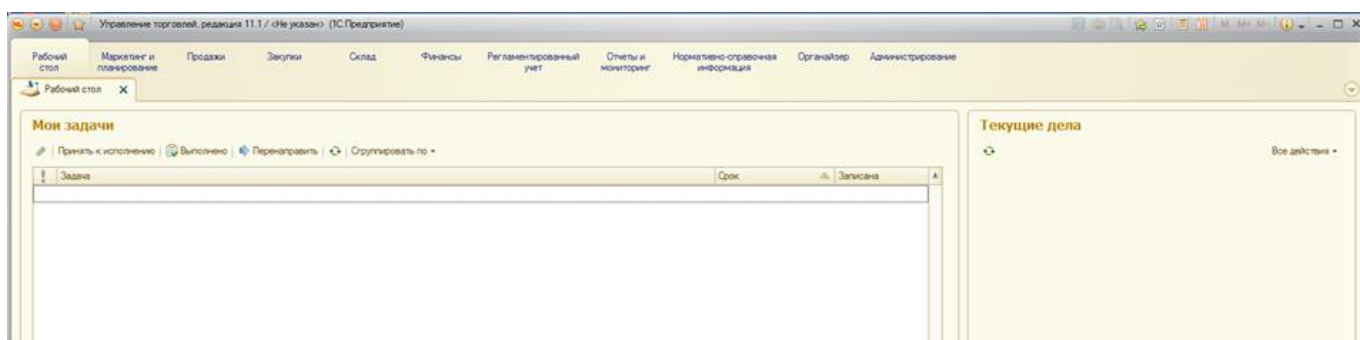 Управление торговлей, редакция 11.1 / <Не указан> (1С:Предприятие)
M M+ M-
Рабочий стол
Маркетинг и планирование
Продажи
Закупки
Склад
Финансы
Регламентированный учет
Отчеты и мониторинг
Нормативно-справочная информация
Органайзер
Администрирование
Рабочий стол
Мои задачи
Принять к исполнению Выполнено Перенаправить Сгруппировать по
! Задача Срок Записана
Текущие дела
Все действия